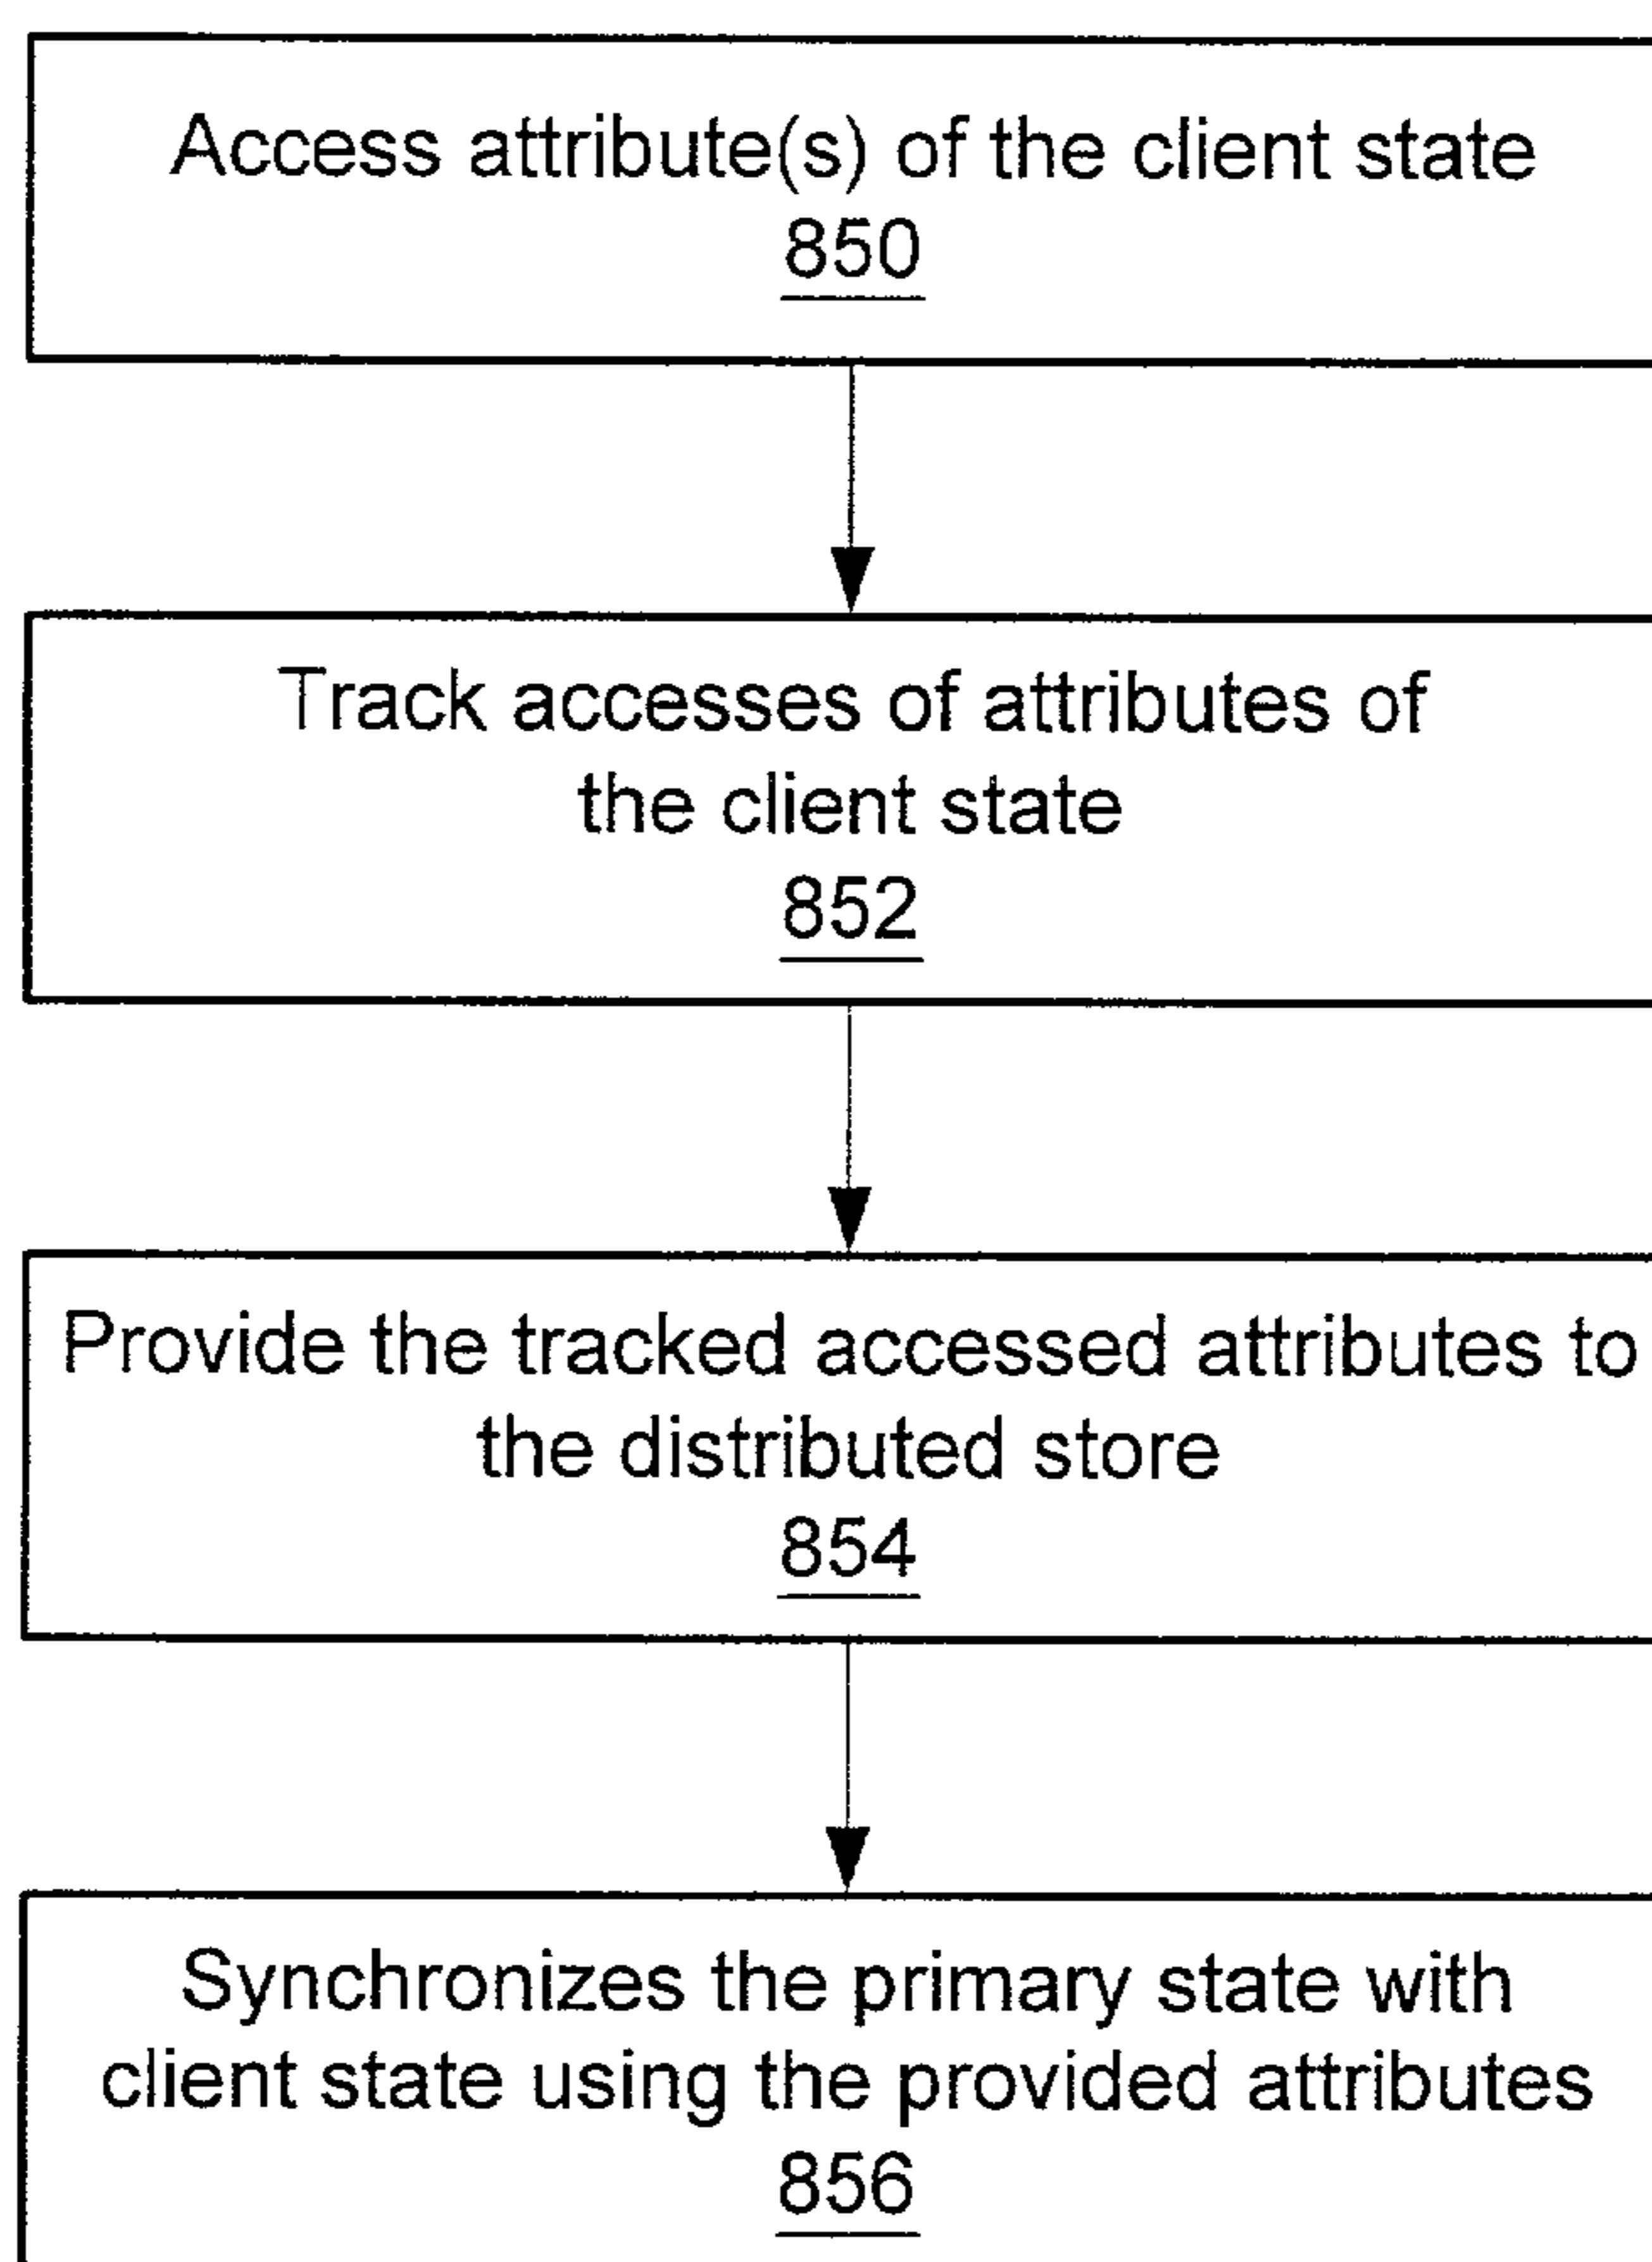 Access attribute(s) of the client state
850
Track accesses of attributes of
the client state
852
Provide the tracked accessed attributes to
the distributed store
854
Synchronizes the primary state with
client state using the provided attributes
856